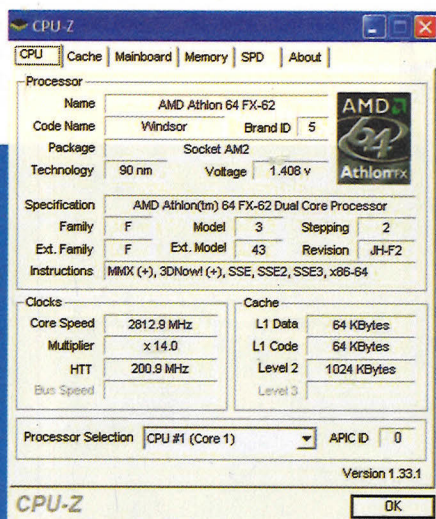 CPU-Z
CPU Cache Mainboard Memory SPD About
Processor
Name AMD Athlon 64 FX-62
Code Name Windsor Brand ID 5
Package Socket AM2
Technology 90 nm Voltage 1.408 v
AMD
64
Athlon FX
Specification AMD Athlon(tm) 64 FX-62 Dual Core Processor
Family F Model 3 Stepping 2
Ext. Family F Ext. Model 43 Revision JH-F2
Instructions MMX (+), 3DNow! (+), SSE, SSE2, SSE3, x86-64
Clocks
Core Speed 2812.9 MHz
Multiplier x 14.0
HTT 200.9 MHz
Bus Speed
Cache
L1 Data 64 KBytes
L1 Code 64 KBytes
Level 2 1024 KBytes
Level 3
Processor Selection CPU #1 (Core 1) APIC ID 0
Version 1.33.1
CPU-Z OK